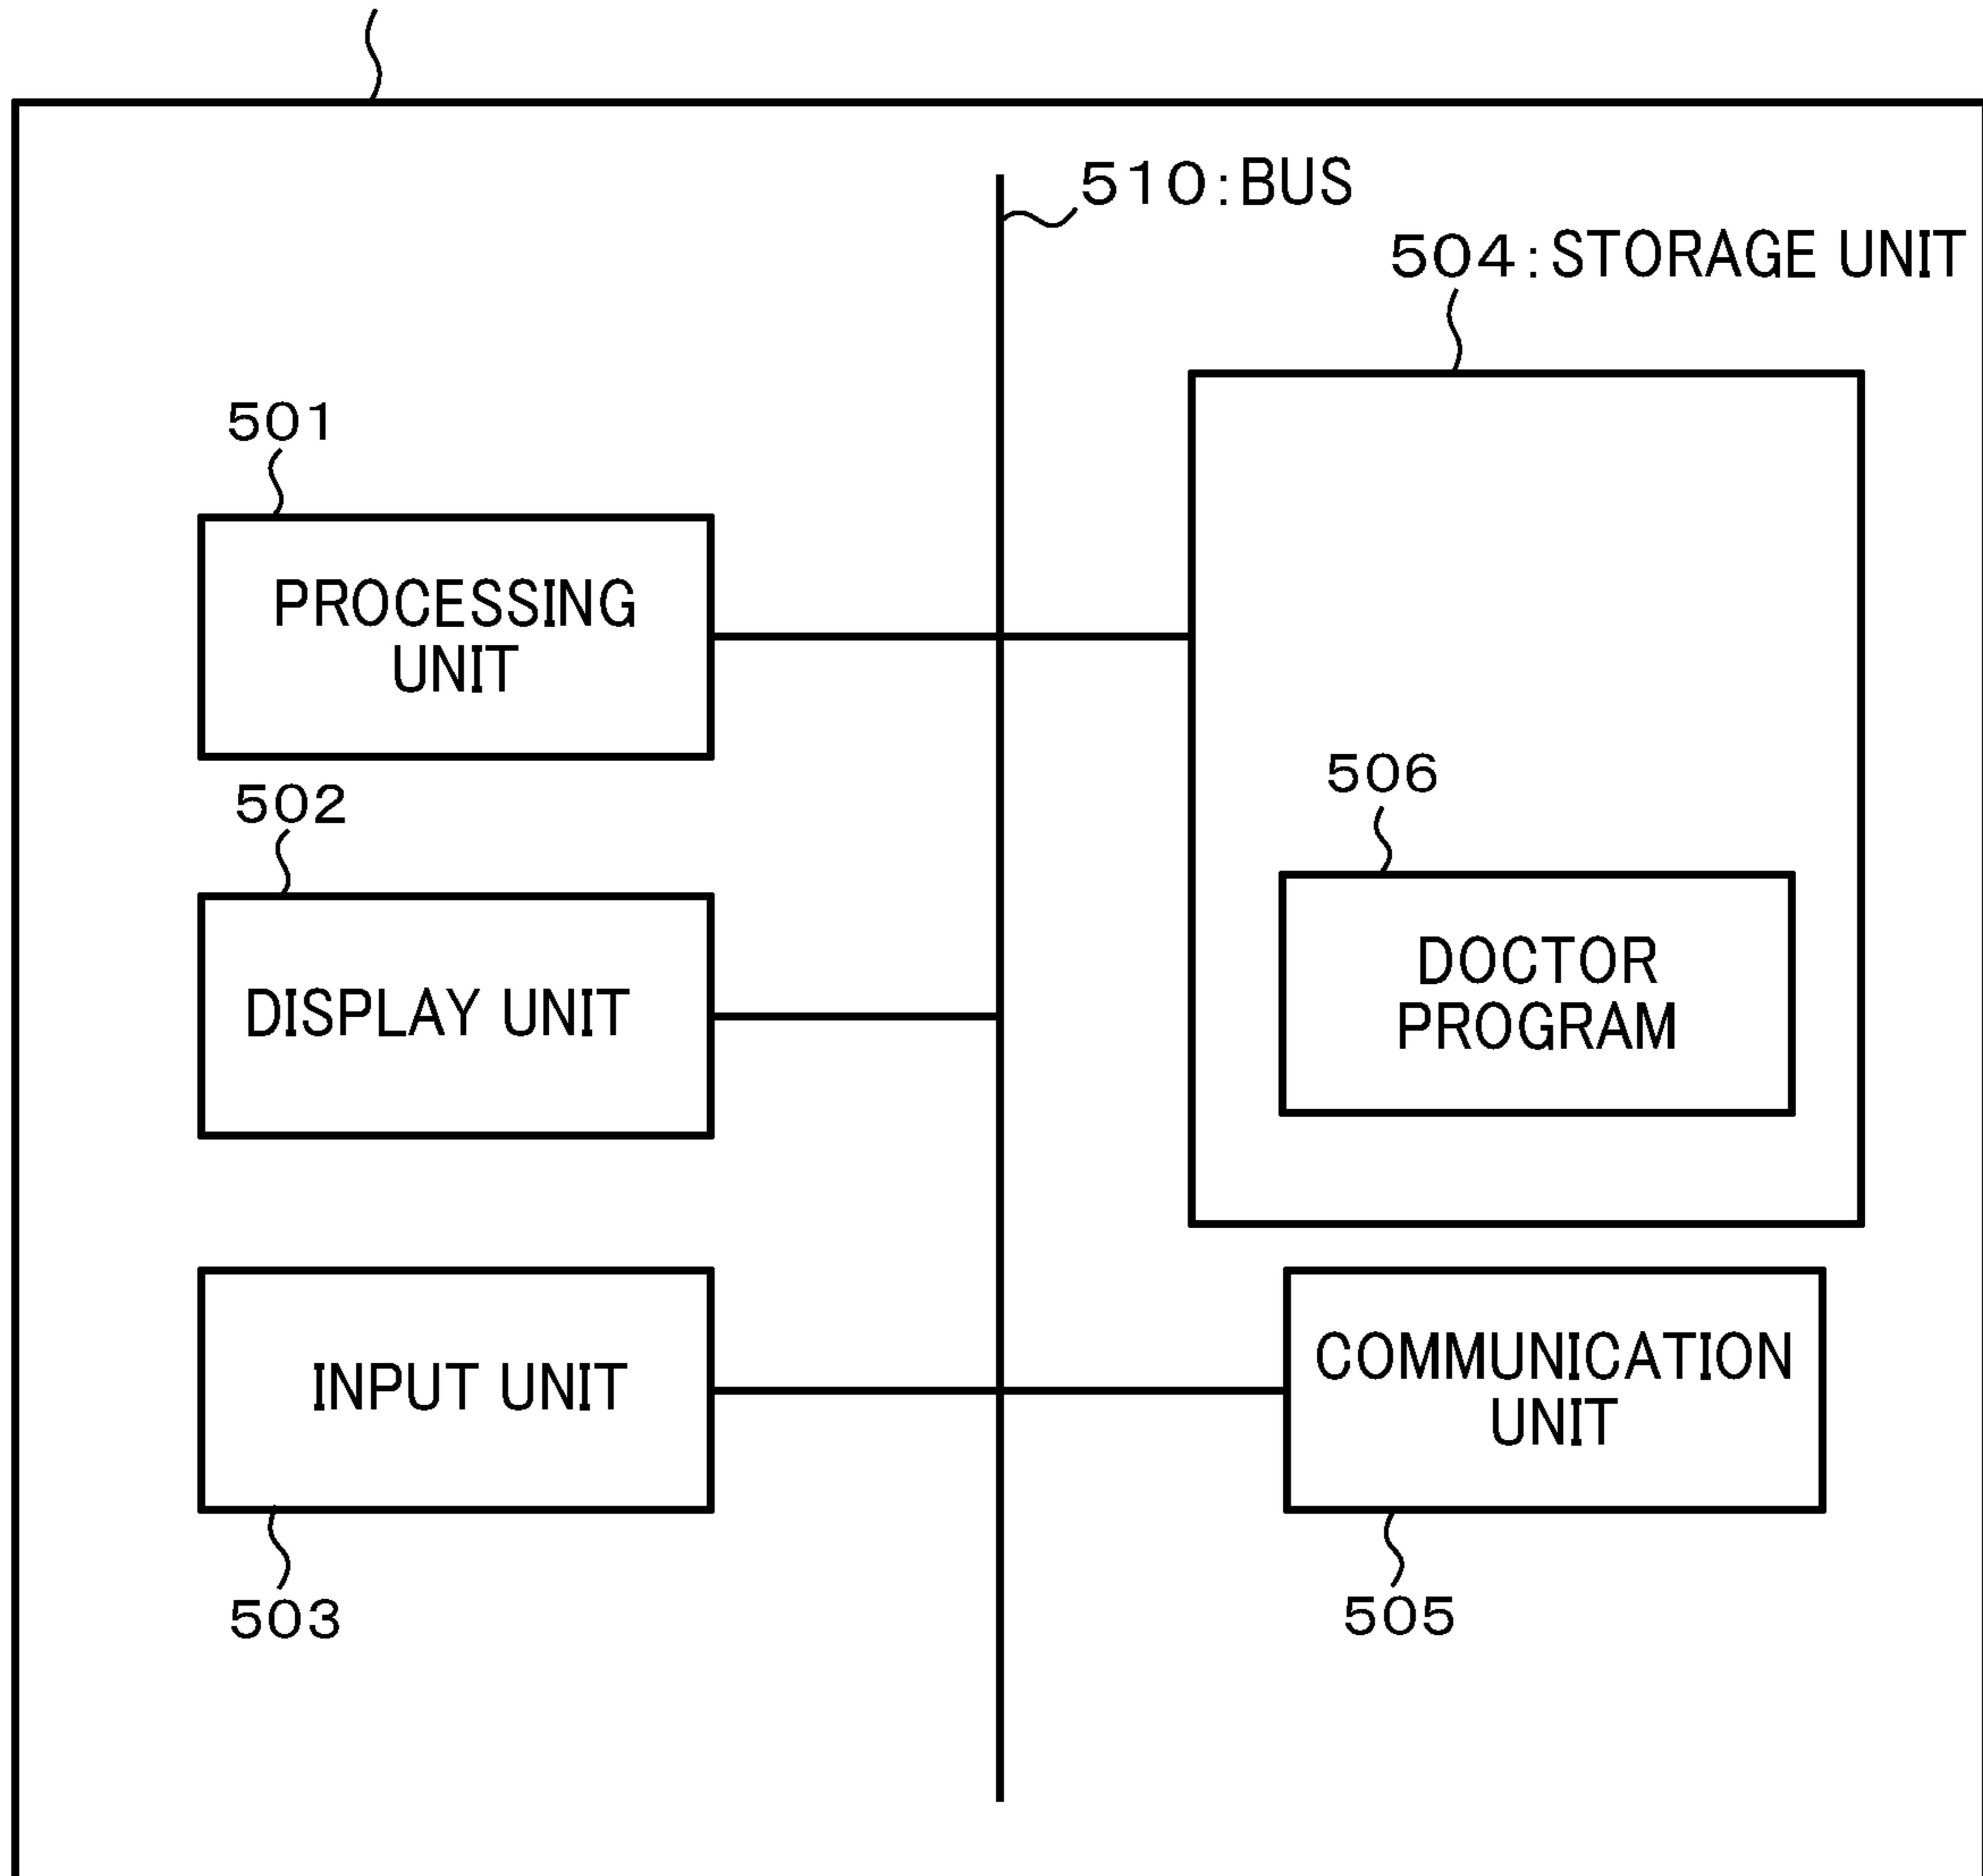 510:BUS
504:STORAGE UNIT
501
PROCESSING
UNIT
502
DISPLAY UNIT
506
DOCTOR
PROGRAM
INPUT UNIT
503
COMMUNICATION
UNIT
505